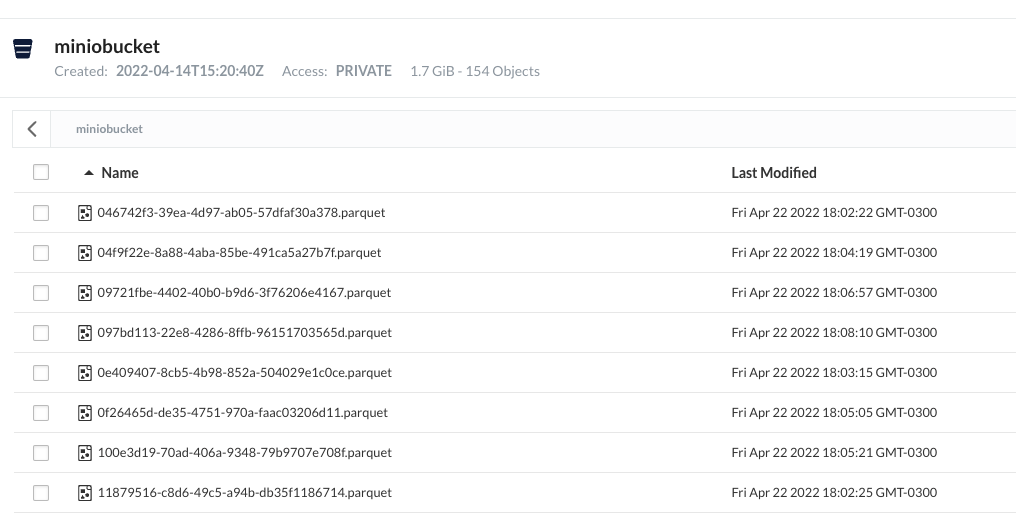 miniobucket
Created: 2022-04-14T15:20:40Z Access: PRIVATE 1.7 GiB - 154 Objects
miniobucket
Name Last Modified
046742f3-39ea-4d97-ab05-57dfaf30a378.parquet Fri Apr 22 2022 18:02:22 GMT-0300
04f9f22e-8a88-4aba-85be-491ca5a27b7f.parquet Fri Apr 22 2022 18:04:19 GMT-0300
09721fbe-4402-40b0-b9d6-3f76206e4167.parquet Fri Apr 22 2022 18:06:57 GMT-0300
097bd113-22e8-4286-8ffb-96151703565d.parquet Fri Apr 22 2022 18:08:10 GMT-0300
0e409407-8cb5-4b98-852a-504029e1c0ce.parquet Fri Apr 22 2022 18:03:15 GMT-0300
0f26465d-de35-4751-970a-faac03206d11.parquet Fri Apr 22 2022 18:05:05 GMT-0300
100e3d19-70ad-406a-9348-79b9707e708f.parquet Fri Apr 22 2022 18:05:21 GMT-0300
11879516-c8d6-49c5-a94b-db35f1186714.parquet Fri Apr 22 2022 18:02:25 GMT-0300